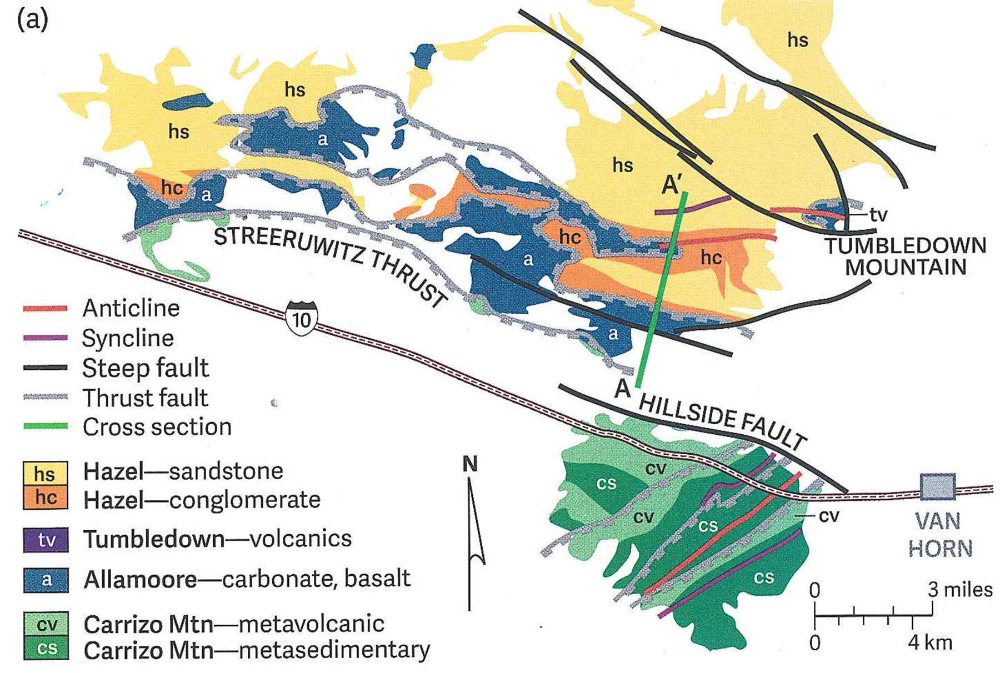 (a)
hs
hs
hs
a
hs
A′
hc
a
tv
STREERUWITZ THRUST
hc
a
hc
TUMBLEDOWN
MOUNTAIN
10
a
A
HILLSIDE FAULT
Anticline
Syncline
Steep fault
Thrust fault
Cross section
hs Hazel—sandstone
hc Hazel—conglomerate
tv Tumbledown—volcanics
a Allamoore—carbonate, basalt
cv Carrizo Mtn—metavolcanic
cs Carrizo Mtn—metasedimentary
N
cv
cs
cv
cs
cv
cs
VAN
HORN
0 3 miles
0 4 km